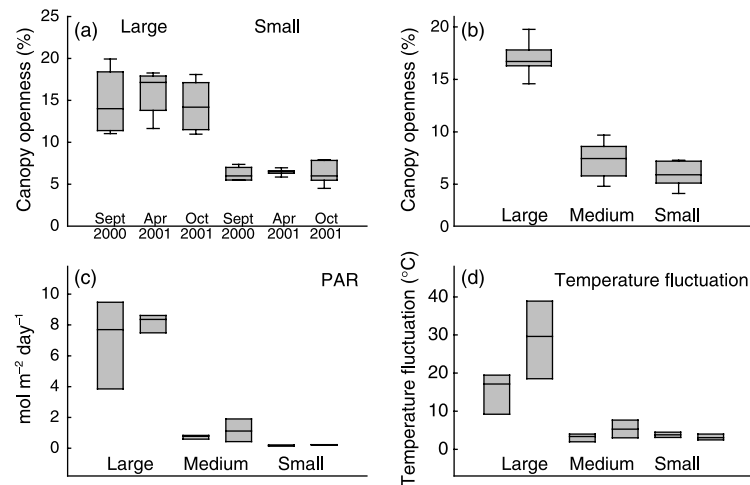 (a)
Large
Small
Canopy openness (%)
25
20
15
10
5
0
Sept Apr Oct Sept Apr Oct
2000 2001 2001 2000 2001 2001
(b)
Canopy openness (%)
20
15
10
5
0
Large Medium Small
(c)
PAR
mol m⁻² day⁻¹
10
8
6
4
2
0
Large Medium Small
(d)
Temperature fluctuation
Temperature fluctuation (°C)
40
30
20
10
0
Large Medium Small